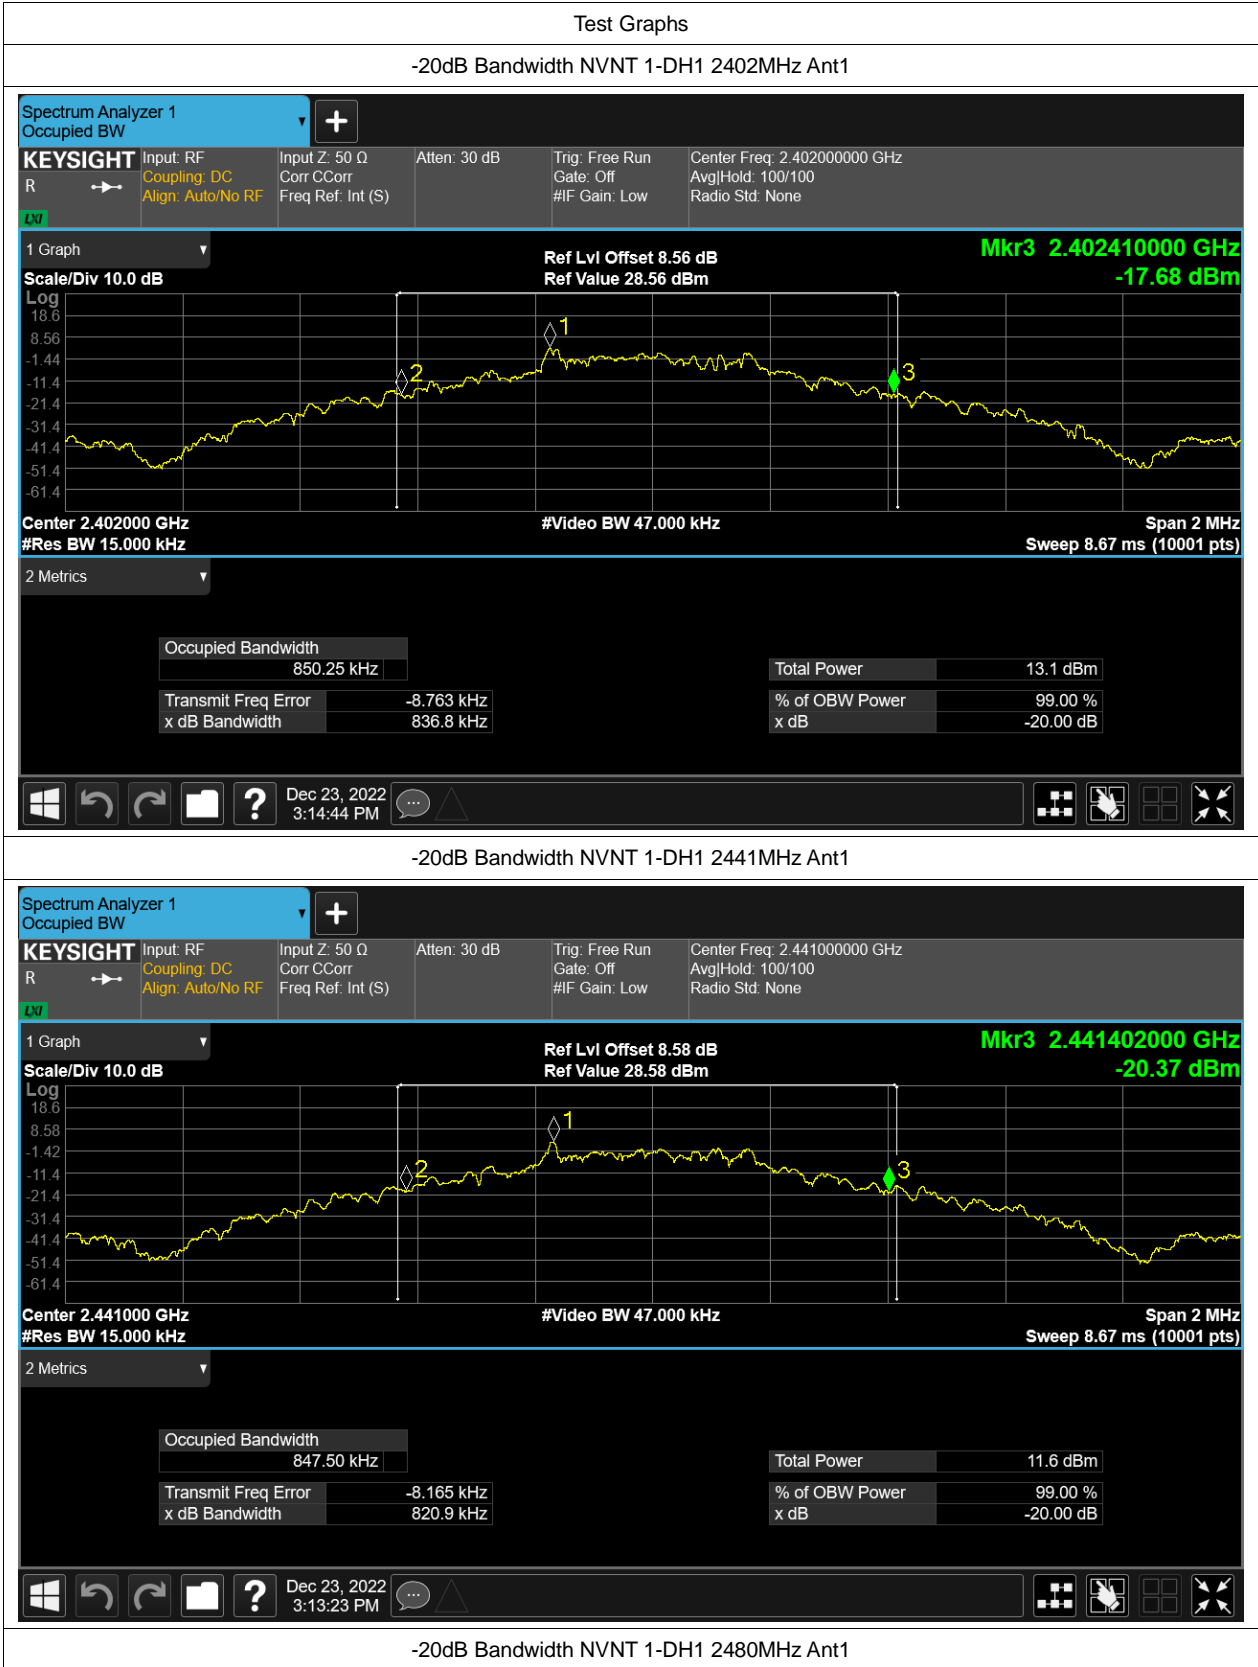 Test Graphs
-20dB Bandwidth NVNT 1-DH1 2402MHz Ant1
Spectrum Analyzer 1
Occupied BW
KEYSIGHT Input: RF Input Z: 50 Ω Atten: 30 dB Trig: Free Run Center Freq: 2.402000000 GHz
R Coupling: DC Corr CCorr Gate: Off Avg|Hold: 100/100
Align: Auto/No RF Freq Ref: Int (S) #IF Gain: Low Radio Std: None
LXI
1 Graph Ref Lvl Offset 8.56 dB Mkr3 2.402410000 GHz
Scale/Div 10.0 dB Ref Value 28.56 dBm -17.68 dBm
Log
18.6
8.56
-1.44
-11.4
-21.4
-31.4
-41.4
-51.4
-61.4
1
2
3
Center 2.402000 GHz #Video BW 47.000 kHz Span 2 MHz
#Res BW 15.000 kHz Sweep 8.67 ms (10001 pts)
2 Metrics
Occupied Bandwidth
850.25 kHz Total Power 13.1 dBm
Transmit Freq Error -8.763 kHz % of OBW Power 99.00 %
x dB Bandwidth 836.8 kHz x dB -20.00 dB
Dec 23, 2022
3:14:44 PM
-20dB Bandwidth NVNT 1-DH1 2441MHz Ant1
Spectrum Analyzer 1
Occupied BW
KEYSIGHT Input: RF Input Z: 50 Ω Atten: 30 dB Trig: Free Run Center Freq: 2.441000000 GHz
R Coupling: DC Corr CCorr Gate: Off Avg|Hold: 100/100
Align: Auto/No RF Freq Ref: Int (S) #IF Gain: Low Radio Std: None
LXI
1 Graph Ref Lvl Offset 8.58 dB Mkr3 2.441402000 GHz
Scale/Div 10.0 dB Ref Value 28.58 dBm -20.37 dBm
Log
18.6
8.58
-1.42
-11.4
-21.4
-31.4
-41.4
-51.4
-61.4
1
2
3
Center 2.441000 GHz #Video BW 47.000 kHz Span 2 MHz
#Res BW 15.000 kHz Sweep 8.67 ms (10001 pts)
2 Metrics
Occupied Bandwidth
847.50 kHz Total Power 11.6 dBm
Transmit Freq Error -8.165 kHz % of OBW Power 99.00 %
x dB Bandwidth 820.9 kHz x dB -20.00 dB
Dec 23, 2022
3:13:23 PM
-20dB Bandwidth NVNT 1-DH1 2480MHz Ant1